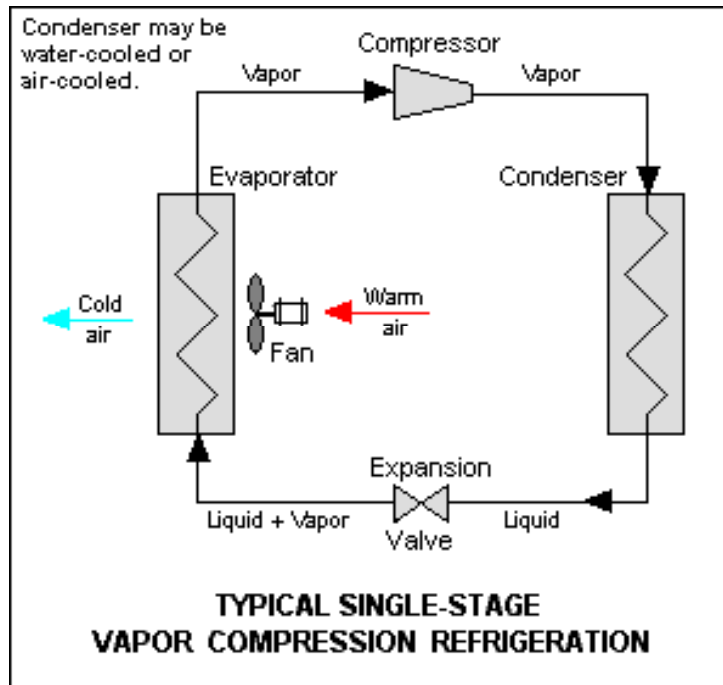 Condenser may be
water-cooled or
air-cooled.
Compressor
Vapor
Vapor
Evaporator
Condenser
Cold
air
Warm
air
Fan
Expansion
Valve
Liquid + Vapor
Liquid
TYPICAL SINGLE-STAGE
VAPOR COMPRESSION REFRIGERATION